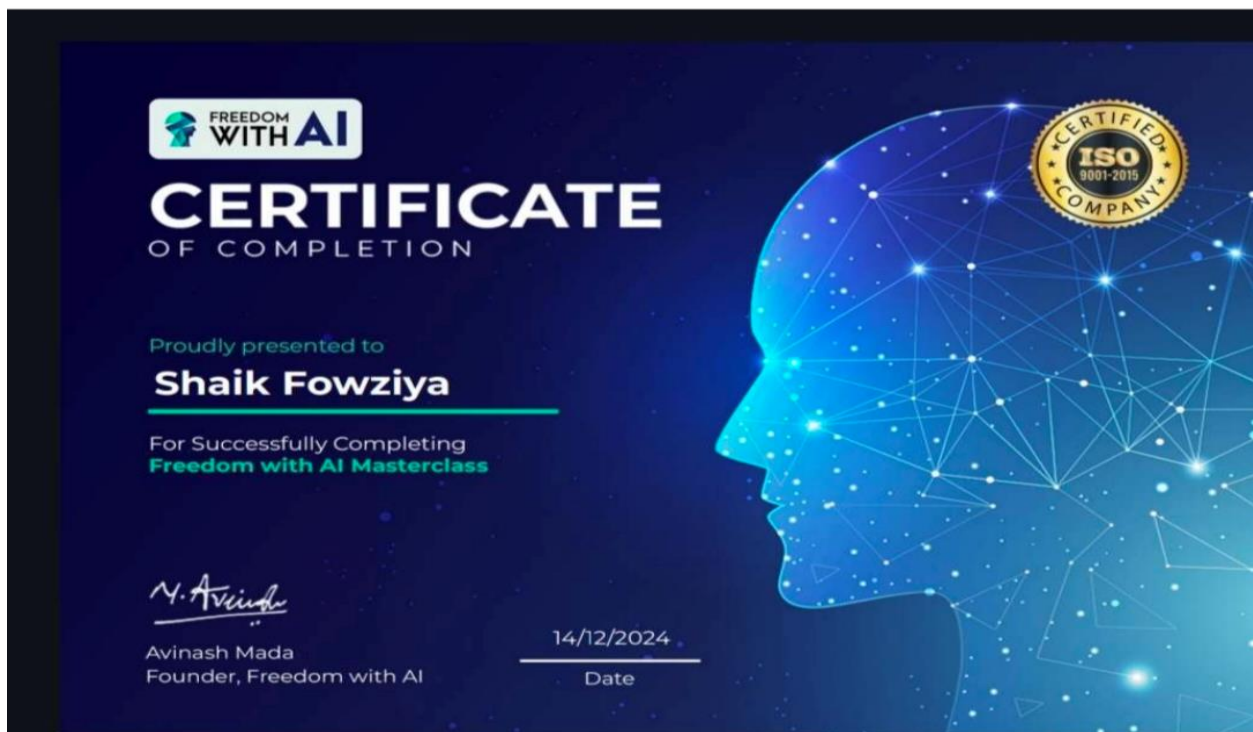 FREEDOM
WITH AI
CERTIFICATE
OF COMPLETION
CERTIFIED
ISO
9001-2015
COMPANY
Proudly presented to
Shaik Fowziya
For Successfully Completing
Freedom with AI Masterclass
Avinash Mada
Founder, Freedom with AI
14/12/2024
Date